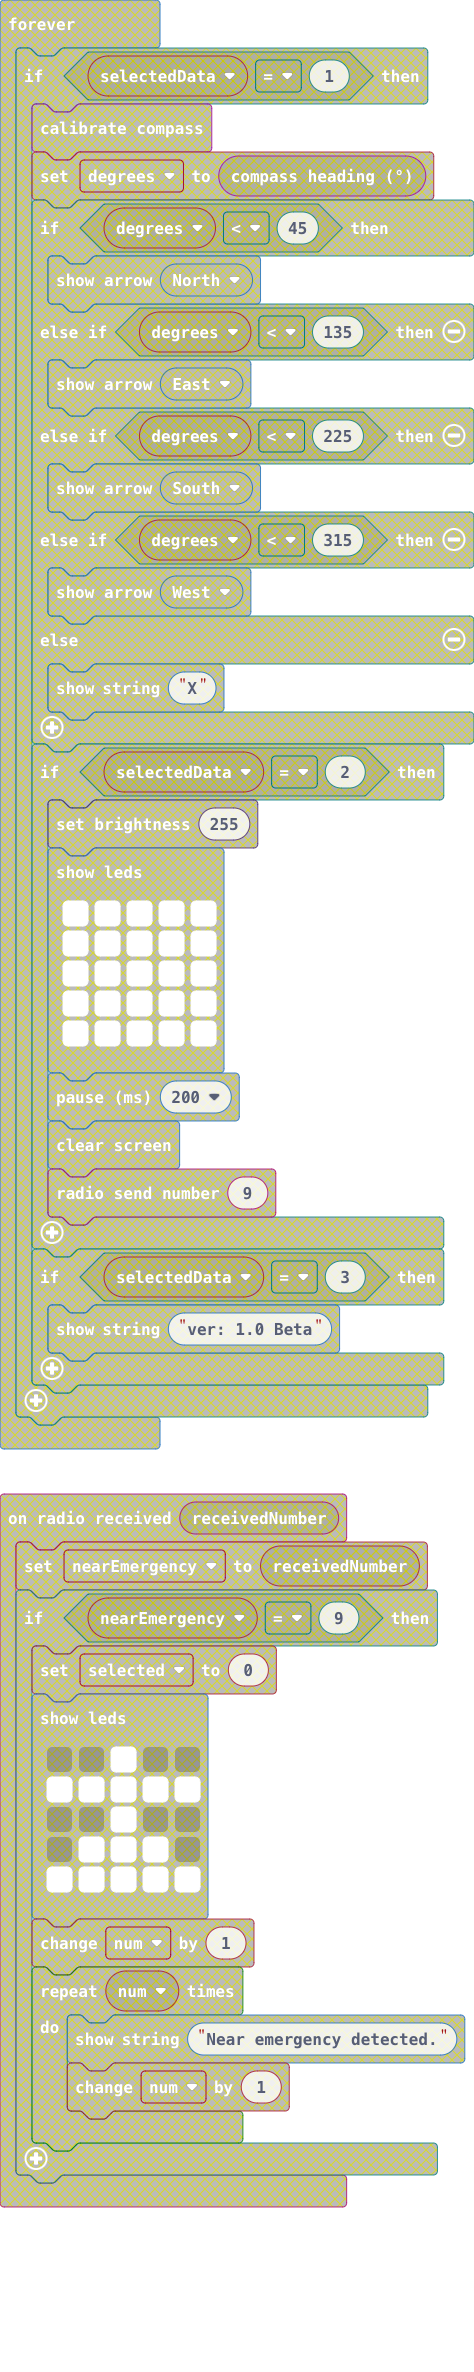 forever
if selectedData = 1 then
calibrate compass
set degrees to compass heading (°)
if degrees < 45 then
show arrow North
else if degrees < 135 then
show arrow East
else if degrees < 225 then
show arrow South
else if degrees < 315 then
show arrow West
else
show string "X"
if selectedData = 2 then
set brightness 255
show leds
pause (ms) 200
clear screen
radio send number 9
if selectedData = 3 then
show string "ver: 1.0 Beta"
on radio received receivedNumber
set nearEmergency to receivedNumber
if nearEmergency = 9 then
set selected to 0
show leds
change num by 1
repeat num times
do
show string "Near emergency detected."
change num by 1